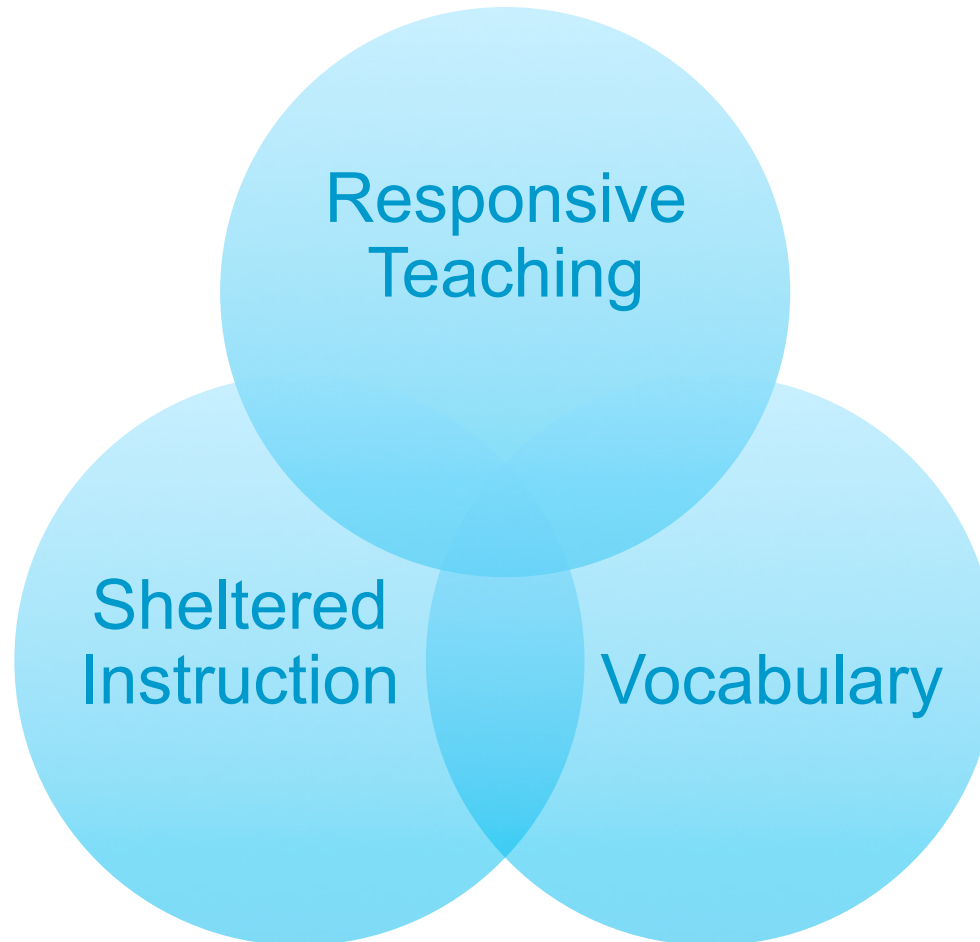 Responsive
Teaching
Sheltered
Instruction
Vocabulary